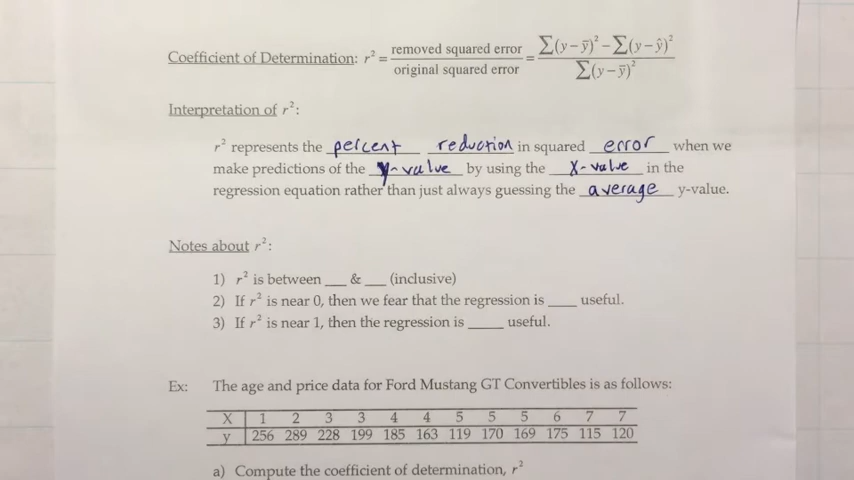 Coefficient of Determination: r² = removed squared error / original squared error = ∑(y−ȳ)² − ∑(y−ŷ)² / ∑(y−ȳ)²
Interpretation of r²:
r² represents the percent reduction in squared error when we
make predictions of the y-value by using the x-value in the
regression equation rather than just always guessing the average y-value.
Notes about r²:
1) r² is between ___ & ___ (inclusive)
2) If r² is near 0, then we fear that the regression is ____ useful.
3) If r² is near 1, then the regression is _____ useful.
Ex: The age and price data for Ford Mustang GT Convertibles is as follows:
X 1 2 3 3 4 4 5 5 5 6 7 7
y 256 289 228 199 185 163 119 170 169 175 115 120
a) Compute the coefficient of determination, r²